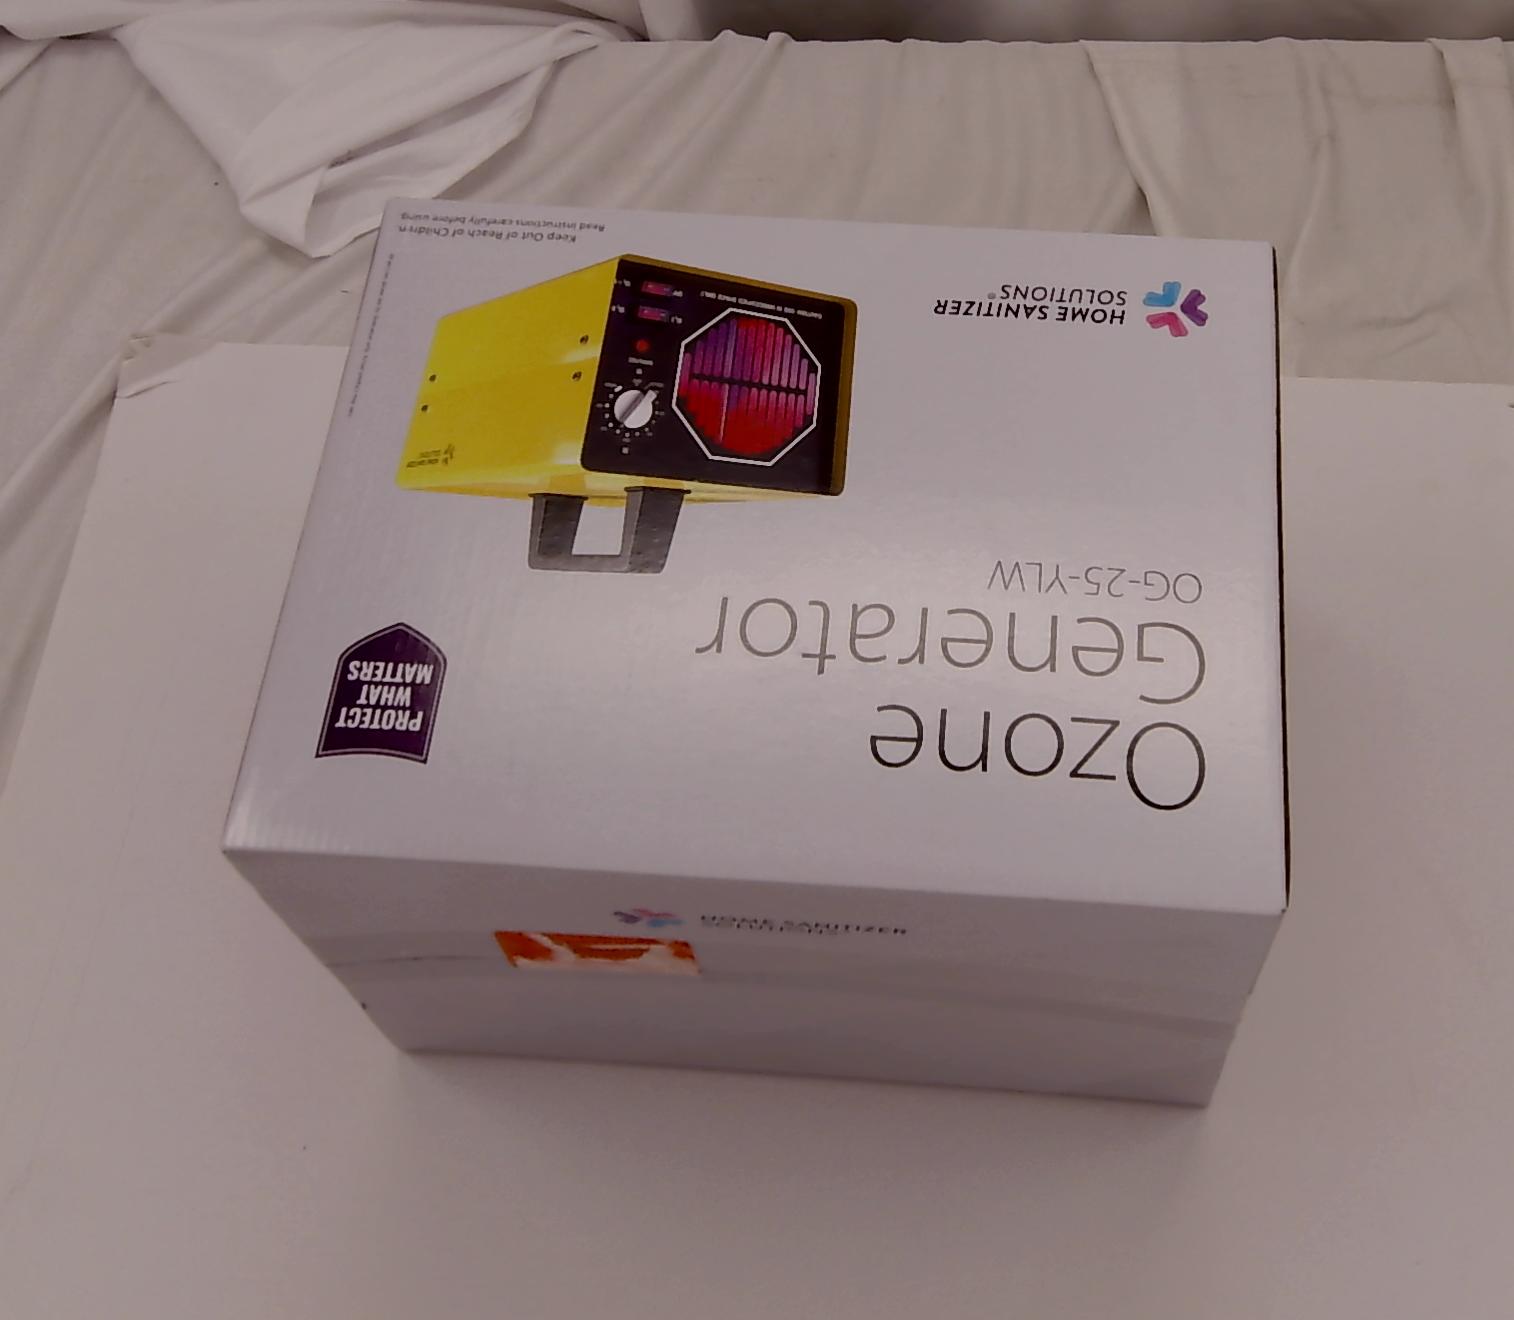 Ozone
Generator
OG-25-YLW
PROTECT
WHAT
MATTERS
HOME SANITIZER
SOLUTIONS®
Keep Out of Reach of Children
Read instructions carefully before using
HOME SANITIZER
SOLUTIONS